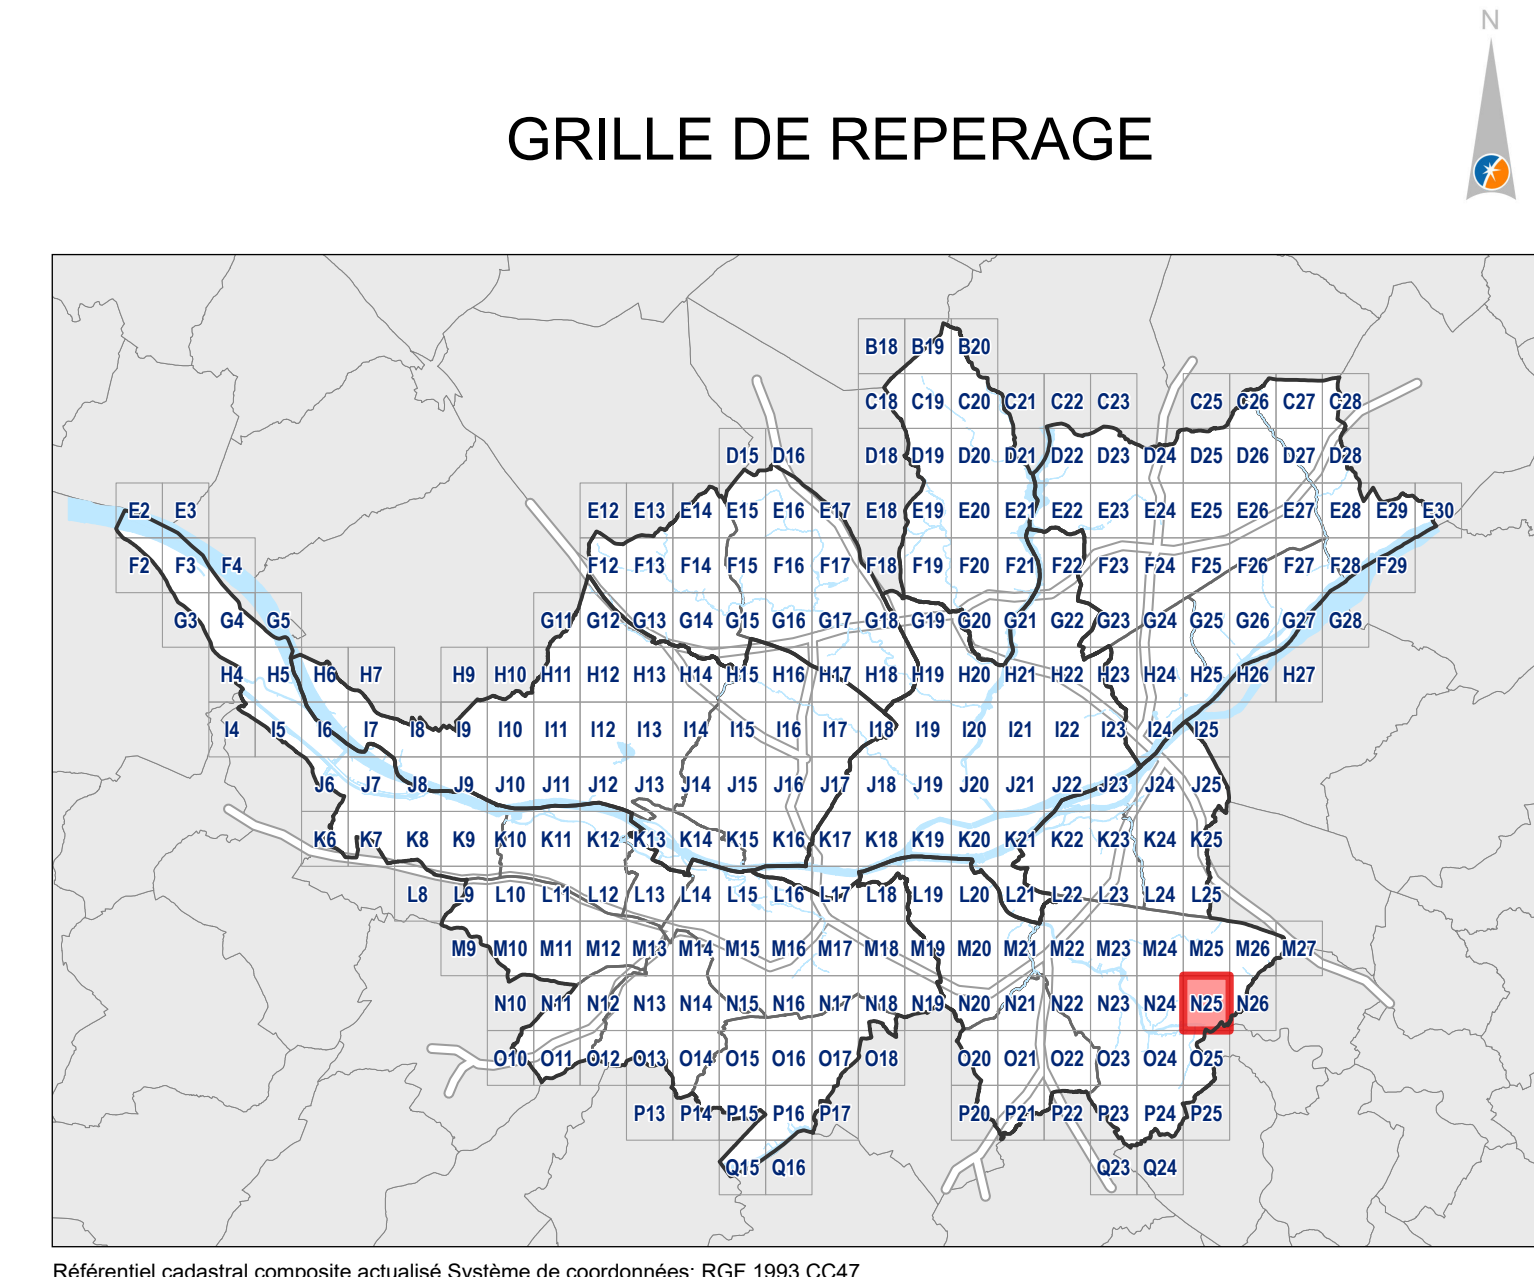 N
GRILLE DE REPERAGE
B18 B19 B20
C18 C19 C20 C21 C22 C23 C25 C26 C27 C28
D15 D16 D18 D19 D20 D21 D22 D23 D24 D25 D26 D27 D28
E2 E3 E12 E13 E14 E15 E16 E17 E18 E19 E20 E21 E22 E23 E24 E25 E26 E27 E28 E29 E30
F2 F3 F4 F12 F13 F14 F15 F16 F17 F18 F19 F20 F21 F22 F23 F24 F25 F26 F27 F28 F29
G3 G4 G5 G11 G12 G13 G14 G15 G16 G17 G18 G19 G20 G21 G22 G23 G24 G25 G26 G27 G28
H4 H5 H6 H7 H9 H10 H11 H12 H13 H14 H15 H16 H17 H18 H19 H20 H21 H22 H23 H24 H25 H26 H27
I4 I5 I6 I7 I8 I9 I10 I11 I12 I13 I14 I15 I16 I17 I18 I19 I20 I21 I22 I23 I24 I25
J6 J7 J8 J9 J10 J11 J12 J13 J14 J15 J16 J17 J18 J19 J20 J21 J22 J23 J24 J25
K6 K7 K8 K9 K10 K11 K12 K13 K14 K15 K16 K17 K18 K19 K20 K21 K22 K23 K24 K25
L8 L9 L10 L11 L12 L13 L14 L15 L16 L17 L18 L19 L20 L21 L22 L23 L24 L25
M9 M10 M11 M12 M13 M14 M15 M16 M17 M18 M19 M20 M21 M22 M23 M24 M25 M26 M27
N10 N11 N12 N13 N14 N15 N16 N17 N18 N19 N20 N21 N22 N23 N24 N25 N26
O10 O11 O12 O13 O14 O15 O16 O17 O18 O20 O21 O22 O23 O24 O25
P13 P14 P15 P16 P17 P20 P21 P22 P23 P24 P25
Q15 Q16 Q23 Q24
Référentiel cadastral composite actualisé Système de coordonnées: RGF 1993 CC47